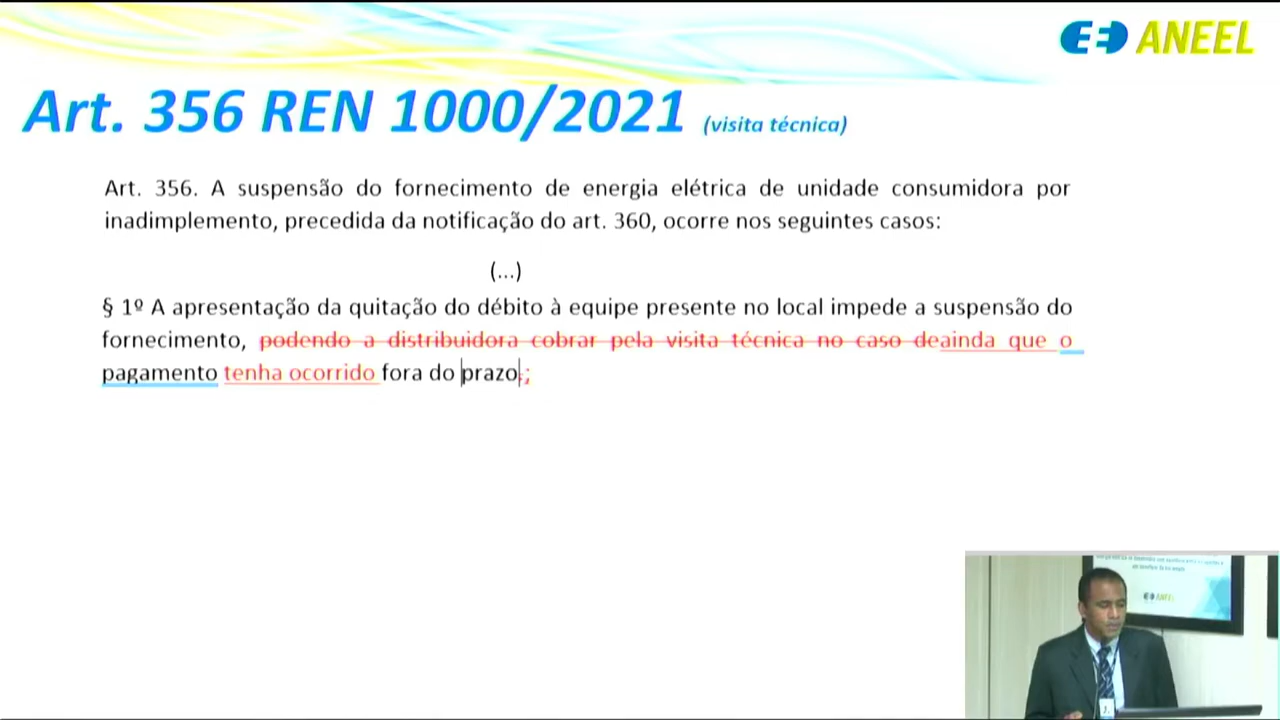 ANEEL
Art. 356 REN 1000/2021 (visita técnica)
Art. 356. A suspensão do fornecimento de energia elétrica de unidade consumidora por
inadimplemento, precedida da notificação do art. 360, ocorre nos seguintes casos:
(...)
§ 1º A apresentação da quitação do débito à equipe presente no local impede a suspensão do
fornecimento, podendo a distribuidora cobrar pela visita técnica no caso deainda que o
pagamento tenha ocorrido fora do prazo.;
ANEEL